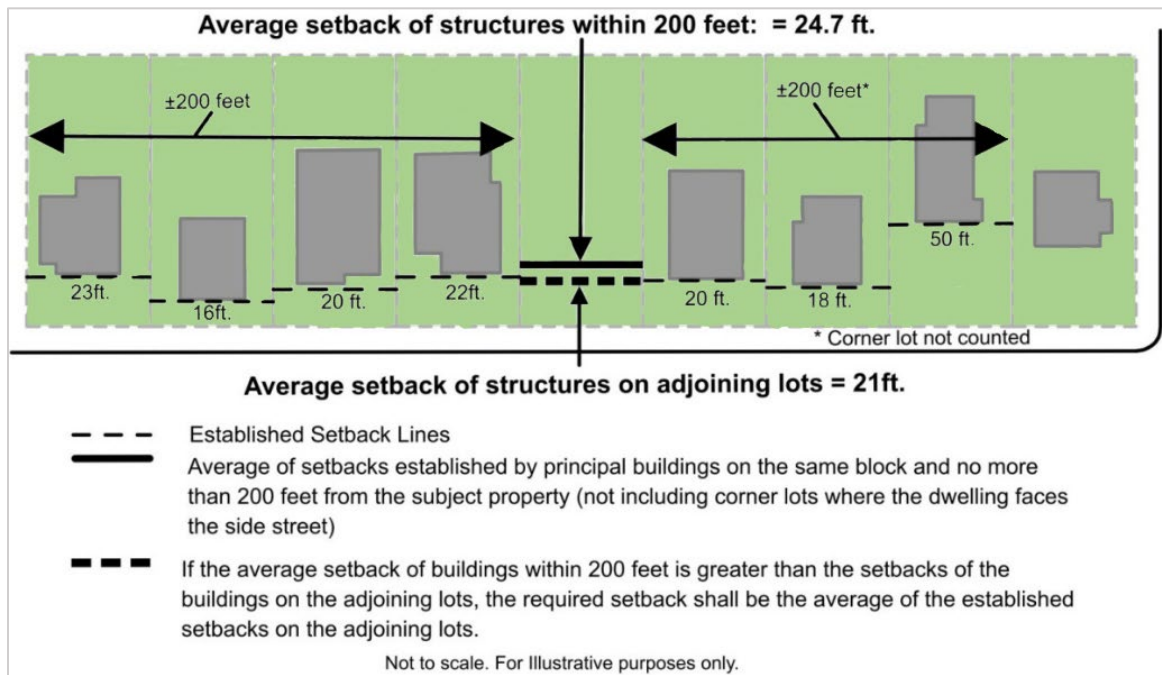 Average setback of structures within 200 feet: = 24.7 ft.
±200 feet
±200 feet*
23ft.
16ft.
20 ft.
22ft.
20 ft.
18 ft.
50 ft.
* Corner lot not counted
Average setback of structures on adjoining lots = 21ft.
Established Setback Lines
Average of setbacks established by principal buildings on the same block and no more
than 200 feet from the subject property (not including corner lots where the dwelling faces
the side street)
If the average setback of buildings within 200 feet is greater than the setbacks of the
buildings on the adjoining lots, the required setback shall be the average of the established
setbacks on the adjoining lots.
Not to scale. For Illustrative purposes only.